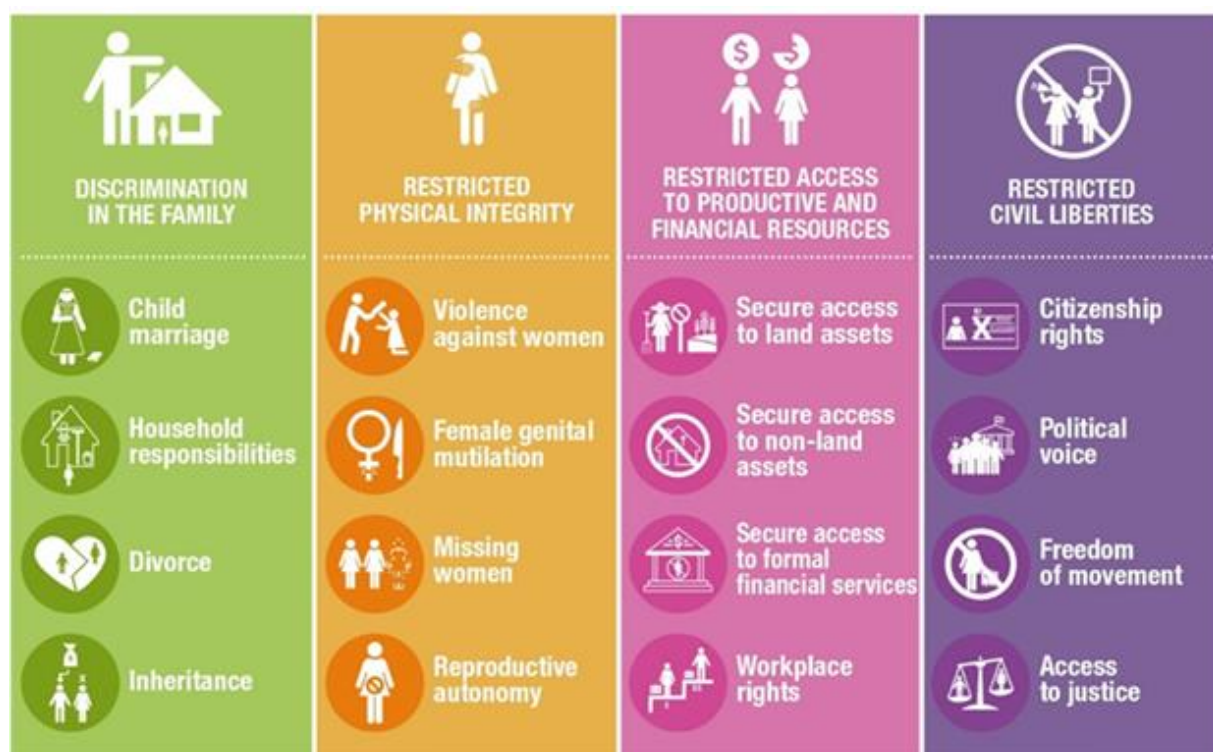 DISCRIMINATION
IN THE FAMILY
Child
marriage
Household
responsibilities
Divorce
Inheritance
RESTRICTED
PHYSICAL INTEGRITY
Violence
against women
Female genital
mutilation
Missing
women
Reproductive
autonomy
$
$
RESTRICTED ACCESS
TO PRODUCTIVE AND
FINANCIAL RESOURCES
Secure access
to land assets
Secure access
to non-land
assets
Secure access
to formal
financial services
Workplace
rights
RESTRICTED
CIVIL LIBERTIES
X
Citizenship
rights
Political
voice
Freedom
of movement
Access
to justice